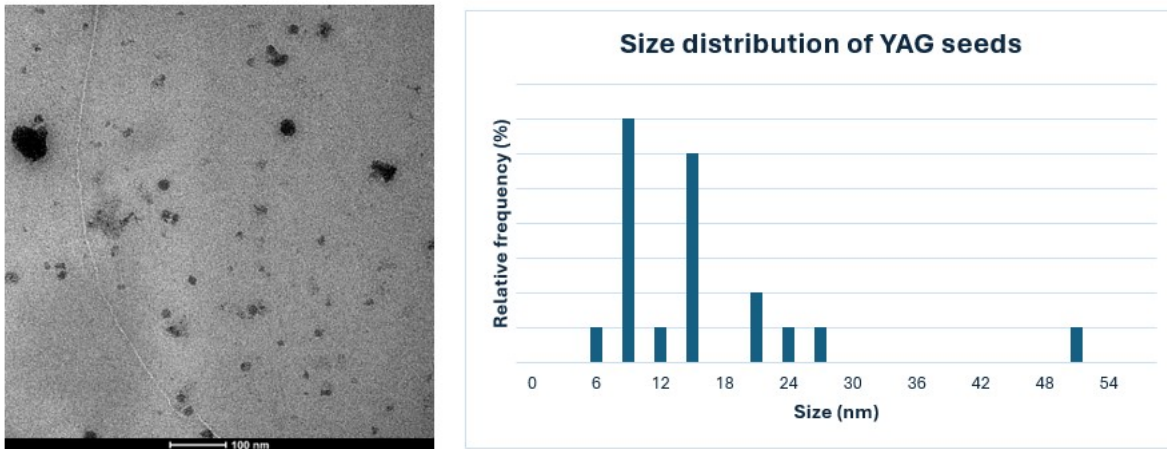 100 nm
Size distribution of YAG seeds
Relative frequency (%)
0 6 12 18 24 30 36 42 48 54
Size (nm)